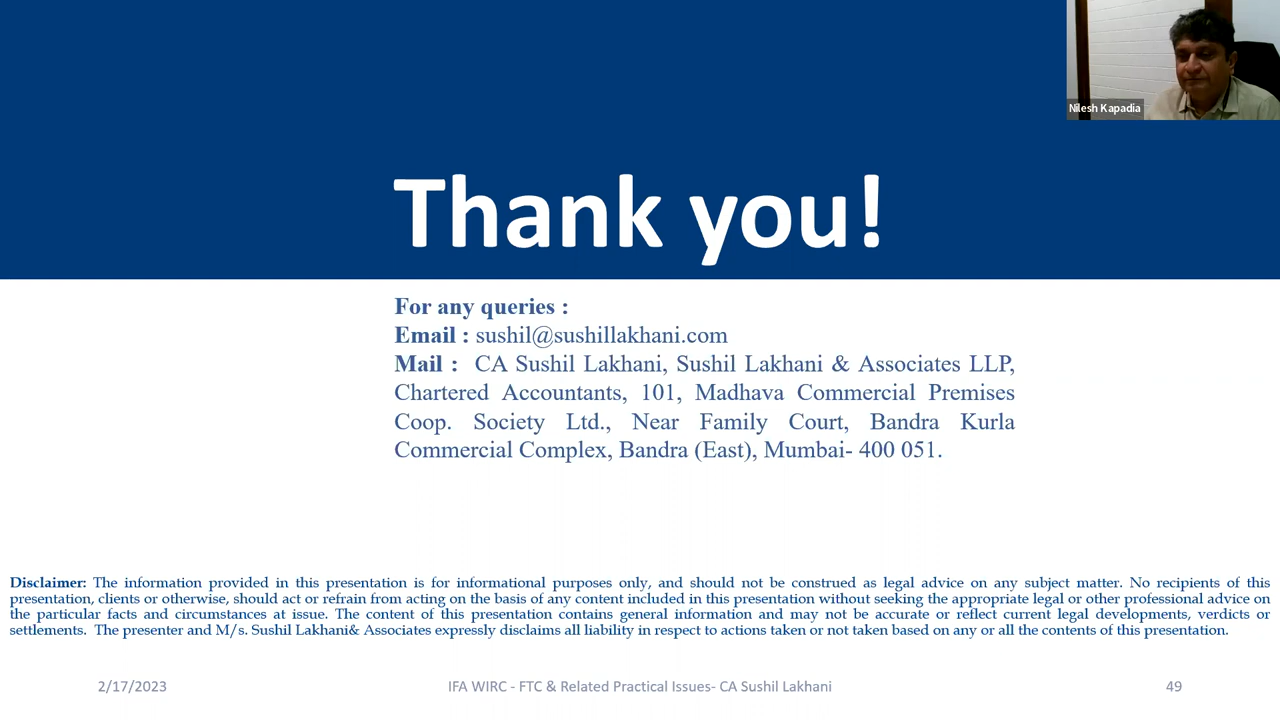 Nilesh Kapadia
Thank you!
For any queries :
Email : sushil@sushillakhani.com
Mail : CA Sushil Lakhani, Sushil Lakhani & Associates LLP,
Chartered Accountants, 101, Madhava Commercial Premises
Coop. Society Ltd., Near Family Court, Bandra Kurla
Commercial Complex, Bandra (East), Mumbai- 400 051.
Disclaimer: The information provided in this presentation is for informational purposes only, and should not be construed as legal advice on any subject matter. No recipients of this
presentation, clients or otherwise, should act or refrain from acting on the basis of any content included in this presentation without seeking the appropriate legal or other professional advice on
the particular facts and circumstances at issue. The content of this presentation contains general information and may not be accurate or reflect current legal developments, verdicts or
settlements. The presenter and M/s. Sushil Lakhani& Associates expressly disclaims all liability in respect to actions taken or not taken based on any or all the contents of this presentation.
2/17/2023
IFA WIRC - FTC & Related Practical Issues- CA Sushil Lakhani
49